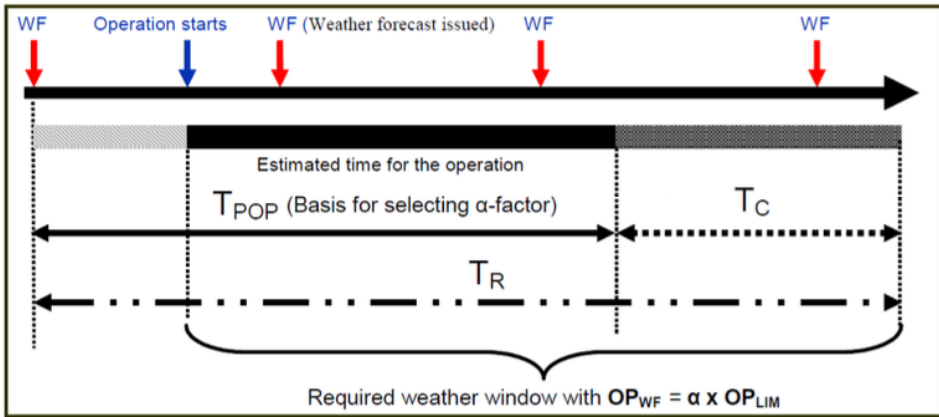 WF Operation starts WF (Weather forecast issued) WF WF
Estimated time for the operation
TPOP (Basis for selecting α-factor) TC
TR
Required weather window with OPWF = α x OPLIM